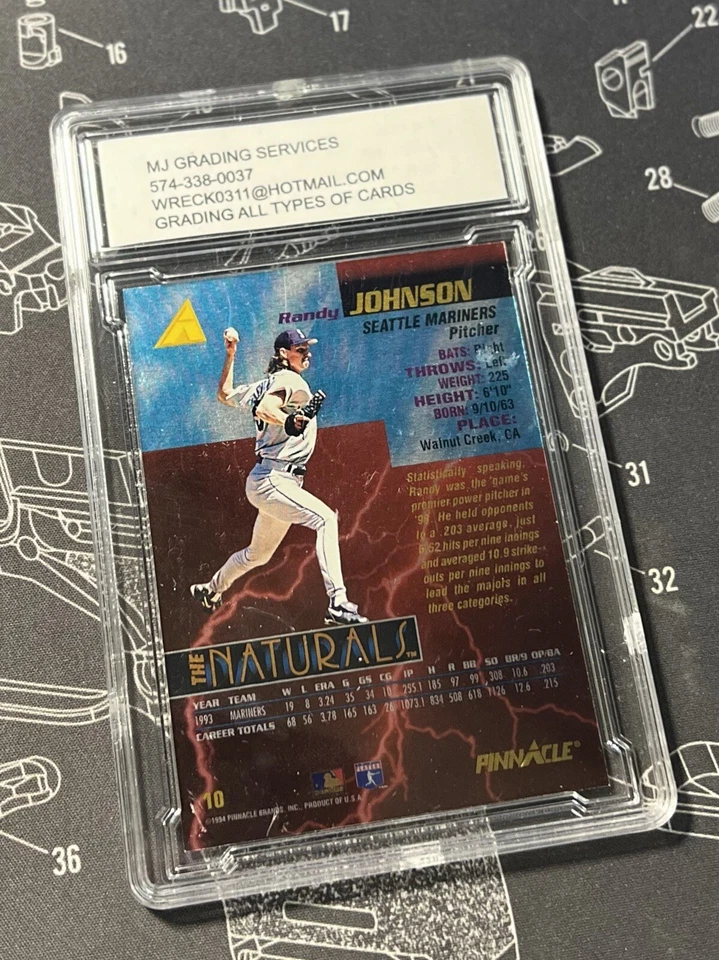 16
17
22
28
31
32
36
MJ GRADING SERVICES
574-338-0037
WRECK0311@HOTMAIL.COM
GRADING ALL TYPES OF CARDS
Randy JOHNSON
SEATTLE MARINERS
Pitcher
BATS: Right
THROWS: Left
WEIGHT: 225
HEIGHT: 6'10"
BORN: 9/10/63
PLACE:
Walnut Creek, CA
Statistically speaking,
Randy was the game's
premier power pitcher in
'93. He held opponents
to a .203 average, just
6.52 hits per nine innings
and averaged 10.9 strike-
outs per nine innings to
lead the majors in all
three categories.
THE NATURALS™
YEAR TEAM W L ERA G GS CG IP H R BB SO BR/9 OP/BA
1993 MARINERS 19 8 3.24 35 34 10 255.1 185 97 99 308 10.6 .203
CAREER TOTALS 68 56 3.78 165 163 1073.1 834 508 618 1126 12.6 .215
PINNACLE®
10
©1994 PINNACLE BRANDS, INC., PRODUCT OF U.S.A.